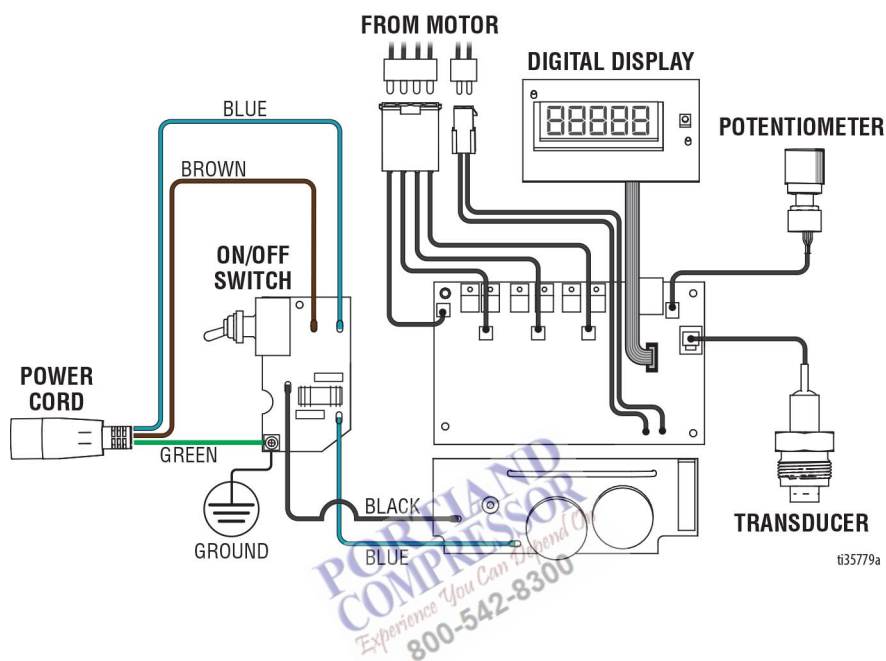 FROM MOTOR
DIGITAL DISPLAY
88888
POTENTIOMETER
BLUE
BROWN
ON/OFF
SWITCH
POWER
CORD
GREEN
GROUND
BLACK
BLUE
TRANSDUCER
ti35779a
PORTLAND
COMPRESSOR
Experience You Can Depend On
800-542-8300